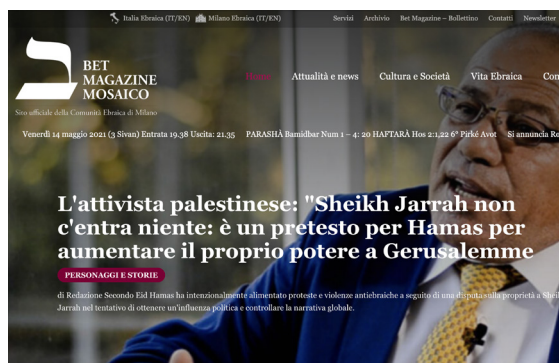 Italia Ebraica (IT/EN) Milano Ebraica (IT/EN) Servizi Archivio Bet Magazine – Bollettino Contatti Newsletter
BET
MAGAZINE
MOSAICO
Home Attualità e news Cultura e Società Vita Ebraica Con
Sito ufficiale della Comunità Ebraica di Milano
Venerdì 14 maggio 2021 (3 Sivan) Entrata 19.38 Uscita: 21.35 PARASHÀ Bamidbar Num 1 – 4: 20 HAFTARÀ Hos 2:1,22 6° Pirké Avot Si annuncia Ro
L'attivista palestinese: "Sheikh Jarrah non
c'entra niente: è un pretesto per Hamas per
aumentare il proprio potere a Gerusalemme
PERSONAGGI E STORIE
di Redazione Secondo Eid Hamas ha intenzionalmente alimentato proteste e violenze antiebraiche a seguito di una disputa sulla proprietà a Shei
Jarrah nel tentativo di ottenere un'influenza politica e controllare la narrativa globale.